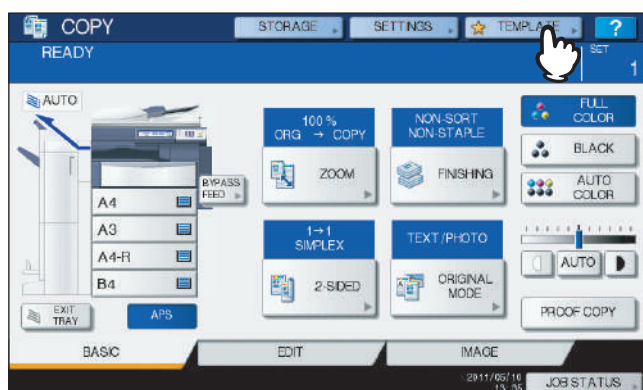 COPY
STORAGE
SETTINGS
TEMPLATE
?
READY
SET
1
AUTO
100 %
ORG → COPY
ZOOM
NON-SORT
NON-STAPLE
FINISHING
FULL
COLOR
BLACK
AUTO
COLOR
BYPASS
FEED
A4
A3
A4-R
B4
1→1
SIMPLEX
2-SIDED
TEXT/PHOTO
ORIGINAL
MODE
AUTO
EXIT
TRAY
APS
PROOF COPY
BASIC
EDIT
IMAGE
2011/05/10
13:35
JOB STATUS